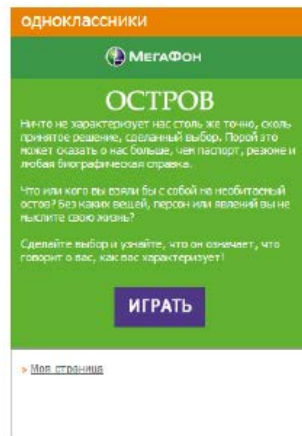 одноклассники
МЕГАФОН
ОСТРОВ
Ничто не характеризует нас столь же точно, сколь
принятое решение, сделанный выбор. Порой это
может сказать о нас больше, чем паспорт, резюме и
любая биографическая справка.
Что или кого вы взяли бы с собой на необитаемый
остов? Без каких вещей, персон или явлений вы не
мыслите свою жизнь?
Сделайте выбор и узнайте, что он означает, что
говорит о вас, как вас характеризует!
ИГРАТЬ
» Моя страница